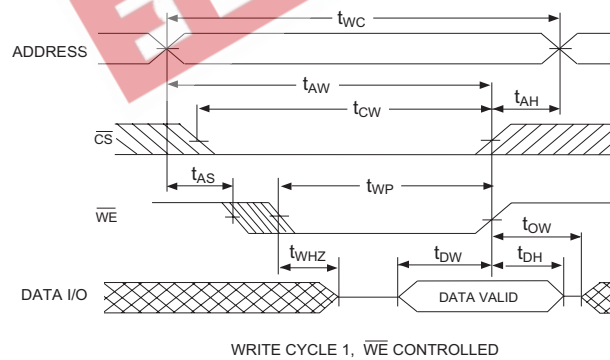 tWC
ADDRESS
tAW
tCW
tAH
CS
tAS
tWP
WE
tOW
tWHZ
tDW
tDH
DATA I/O
DATA VALID
WRITE CYCLE 1, WE CONTROLLED